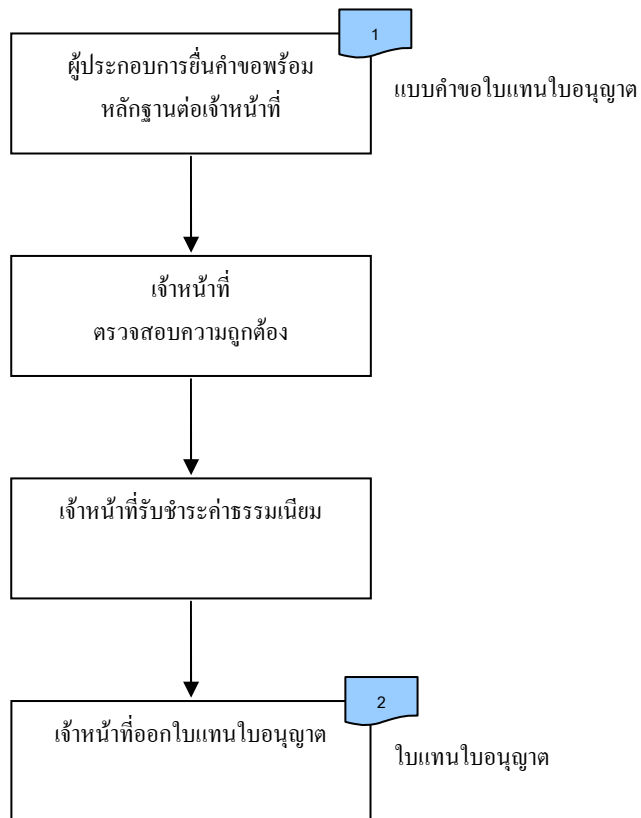 1
ผู้ประกอบการยื่นคำขอพร้อม
หลักฐานต่อเจ้าหน้าที่
แบบคำขอใบแทนใบอนุญาต
เจ้าหน้าที่
ตรวจสอบความถูกต้อง
เจ้าหน้าที่รับชำระค่าธรรมเนียม
2
เจ้าหน้าที่ออกใบแทนใบอนุญาต
ใบแทนใบอนุญาต